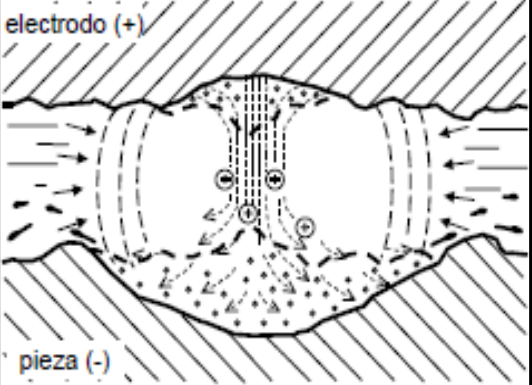 electrodo (+)
pieza (-)